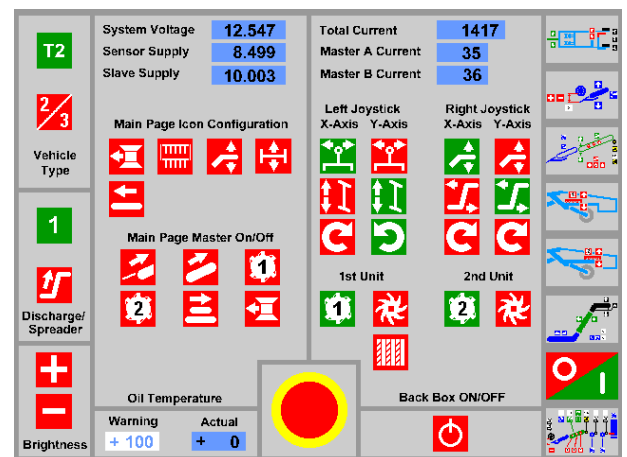 T2
2/3
Vehicle
Type
1
Discharge/
Spreader
Brightness
System Voltage 12.547
Sensor Supply 8.499
Slave Supply 10.003
Main Page Icon Configuration
Main Page Master On/Off
1
2
Oil Temperature
Warning Actual
+ 100 + 0
Total Current 1417
Master A Current 35
Master B Current 36
Left Joystick Right Joystick
X-Axis Y-Axis X-Axis Y-Axis
1st Unit 2nd Unit
1 2
Back Box ON/OFF